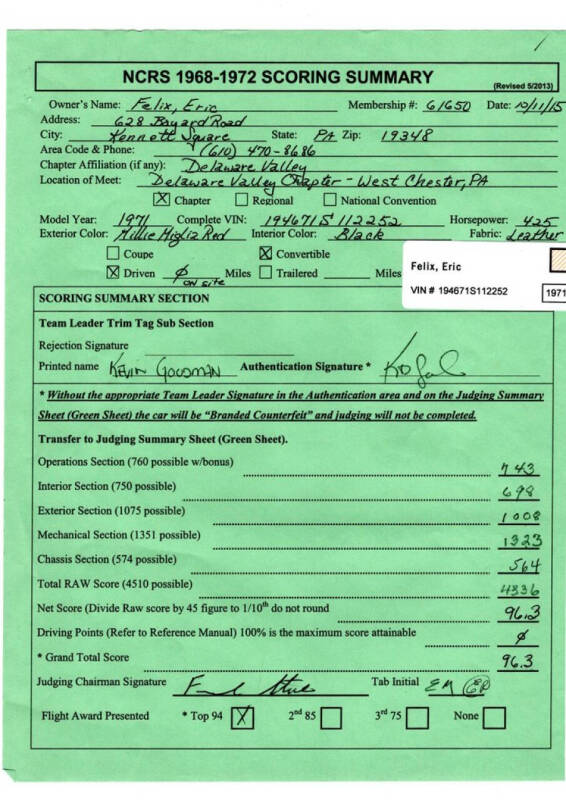 /
NCRS 1968-1972 SCORING SUMMARY (Revised 5/2013)
Owner's Name: Felix, Eric Membership #: 61650 Date: 10/11/15
Address: 628 Bayard Road
City: Kennett Square State: PA Zip: 19348
Area Code & Phone: (610) 470-8686
Chapter Affiliation (if any): Delaware Valley
Location of Meet: Delaware Valley Chapter - West Chester, PA
X Chapter Regional National Convention
Model Year: 1971 Complete VIN: 194671S112252 Horsepower: 425
Exterior Color: Millie Miglia Red Interior Color: Black Fabric: Leather
Coupe X Convertible
X Driven Ø Miles Trailered Miles
on site
Felix, Eric
VIN # 194671S112252 1971
SCORING SUMMARY SECTION
Team Leader Trim Tag Sub Section
Rejection Signature
Printed name Kevin Goodman Authentication Signature *
* Without the appropriate Team Leader Signature in the Authentication area and on the Judging Summary
Sheet (Green Sheet) the car will be "Branded Counterfeit" and judging will not be completed.
Transfer to Judging Summary Sheet (Green Sheet).
Operations Section (760 possible w/bonus) 743
Interior Section (750 possible) 698
Exterior Section (1075 possible) 1008
Mechanical Section (1351 possible) 1323
Chassis Section (574 possible) 564
Total RAW Score (4510 possible) 4336
Net Score (Divide Raw score by 45 figure to 1/10th do not round 96.3
Driving Points (Refer to Reference Manual) 100% is the maximum score attainable Ø
* Grand Total Score 96.3
Judging Chairman Signature Tab Initial
Flight Award Presented * Top 94 X 2nd 85 3rd 75 None